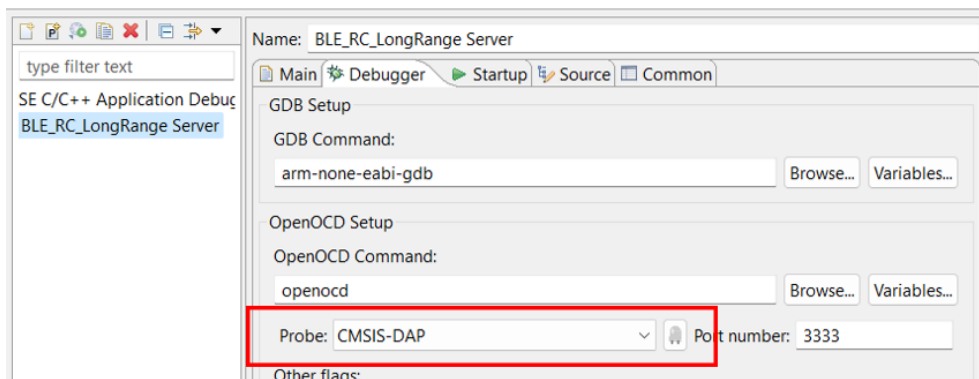 type filter text
SE C/C++ Application Debug
BLE_RC_LongRange Server
Name: BLE_RC_LongRange Server
Main Debugger Startup Source Common
GDB Setup
GDB Command:
arm-none-eabi-gdb Browse... Variables...
OpenOCD Setup
OpenOCD Command:
openocd Browse... Variables...
Probe: CMSIS-DAP Port number: 3333
Other flags: